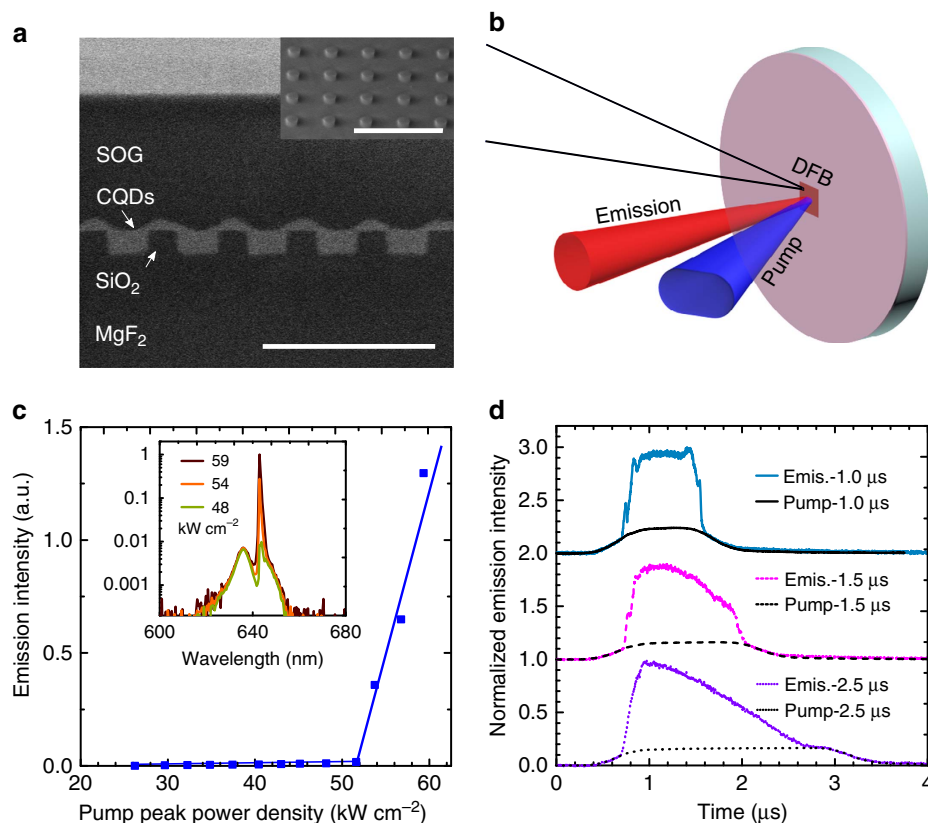 a
SOG
CQDs
SiO₂
MgF₂
b
DFB
Emission
Pump
c
1.5
1.0
0.5
0.0
Emission intensity (a.u.)
20 30 40 50 60
Pump peak power density (kW cm⁻²)
1
0.1
0.01
0.001
59
54
48
kW cm⁻²
600 640 680
Wavelength (nm)
d
3.0
2.5
2.0
1.5
1.0
0.5
0.0
Normalized emission intensity
Emis.-1.0 µs
Pump-1.0 µs
Emis.-1.5 µs
Pump-1.5 µs
Emis.-2.5 µs
Pump-2.5 µs
0 1 2 3 4
Time (µs)